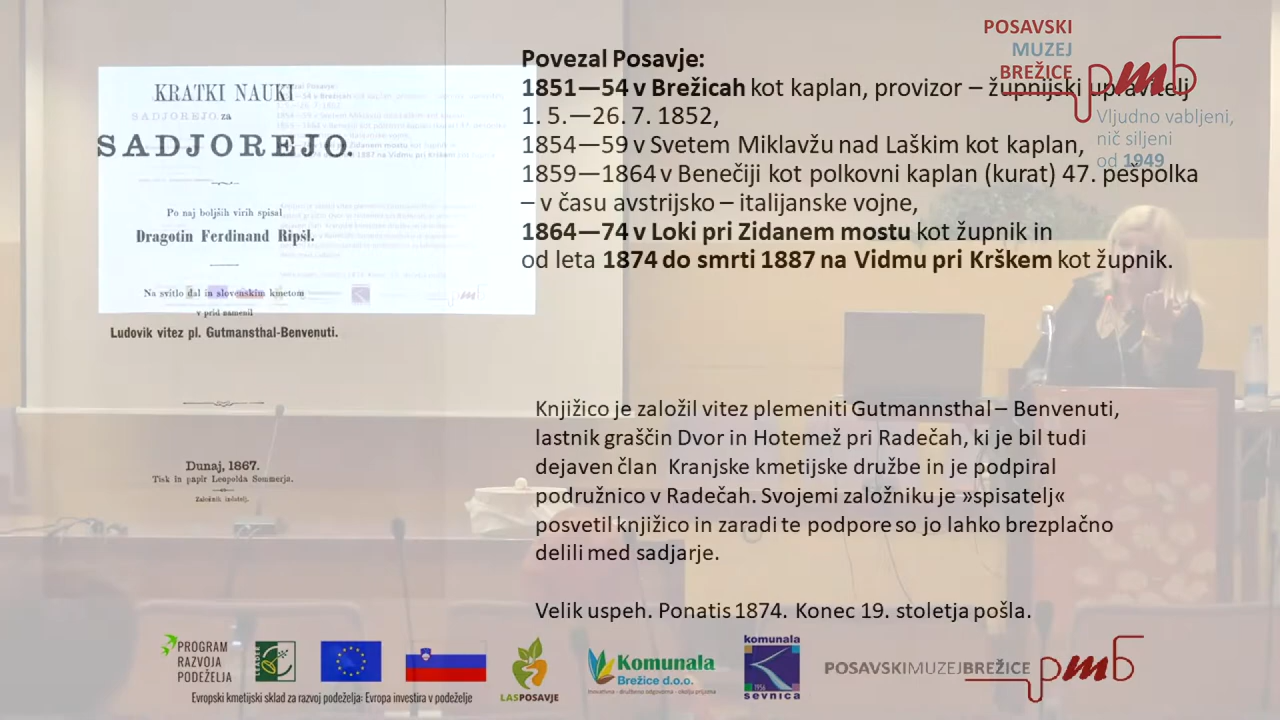 POSAVSKI
MUZEJ
BREŽICE
pmb
Vljudno vabljeni,
nič siljeni
od 1949
KRATKI NAUKI
za
SADJOREJO.
Po naj boljših virih spisal
Dragotin Ferdinand Ripšl.
Na svitlo dal in slovenskim kmetom
v prid namenil
Ludovik vitez pl. Gutmansthal-Benvenuti.
Dunaj, 1867.
Tisk in papir Leopolda Sommerja.
Založnik izdatelj.
Povezal Posavje:
1851—54 v Brežicah kot kaplan, provizor – župnijski upravitelj
1. 5.—26. 7. 1852,
1854—59 v Svetem Miklavžu nad Laškim kot kaplan,
1859—1864 v Benečiji kot polkovni kaplan (kurat) 47. pešpolka
– v času avstrijsko – italijanske vojne,
1864—74 v Loki pri Zidanem mostu kot župnik in
od leta 1874 do smrti 1887 na Vidmu pri Krškem kot župnik.
Knjižico je založil vitez plemeniti Gutmannsthal – Benvenuti,
lastnik graščin Dvor in Hotemež pri Radečah, ki je bil tudi
dejaven član Kranjske kmetijske družbe in je podpiral
podružnico v Radečah. Svojemi založniku je »spisatelj«
posvetil knjižico in zaradi te podpore so jo lahko brezplačno
delili med sadjarje.
Velik uspeh. Ponatis 1874. Konec 19. stoletja pošla.
PROGRAM
RAZVOJA
PODEŽELJA
LEADER
Evropski kmetijski sklad za razvoj podeželja: Evropa investira v podeželje
LAS POSAVJE
Komunala
Brežice d.o.o.
komunala
1956
sevnica
POSAVSKIMUZEJBREŽICE
pmb